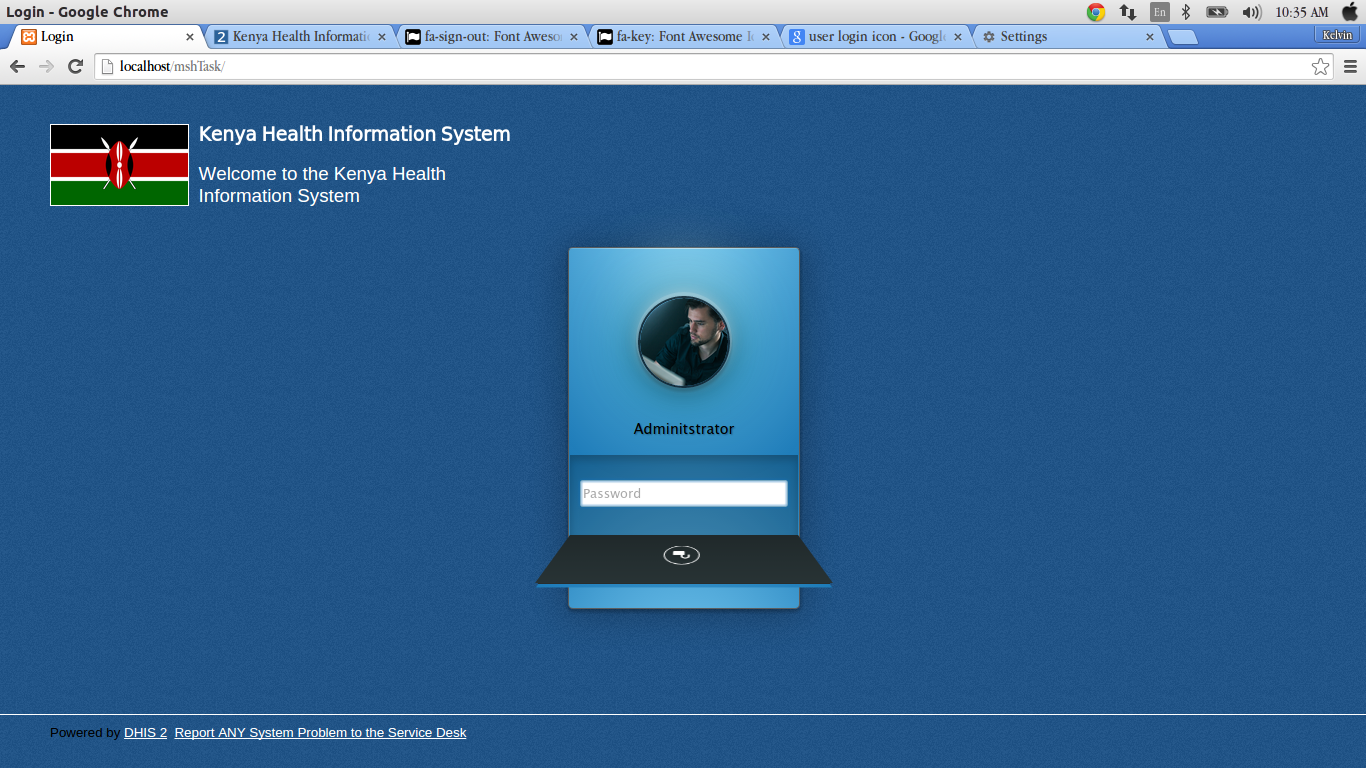 Login - Google Chrome
En
10:35 AM
Login
Kenya Health Informati
fa-sign-out: Font Aweso
fa-key: Font Awesome I
user login icon - Googl
Settings
Kelvin
localhost/mshTask/
Kenya Health Information System
Welcome to the Kenya Health
Information System
Adminitstrator
Password
Powered by DHIS 2 Report ANY System Problem to the Service Desk